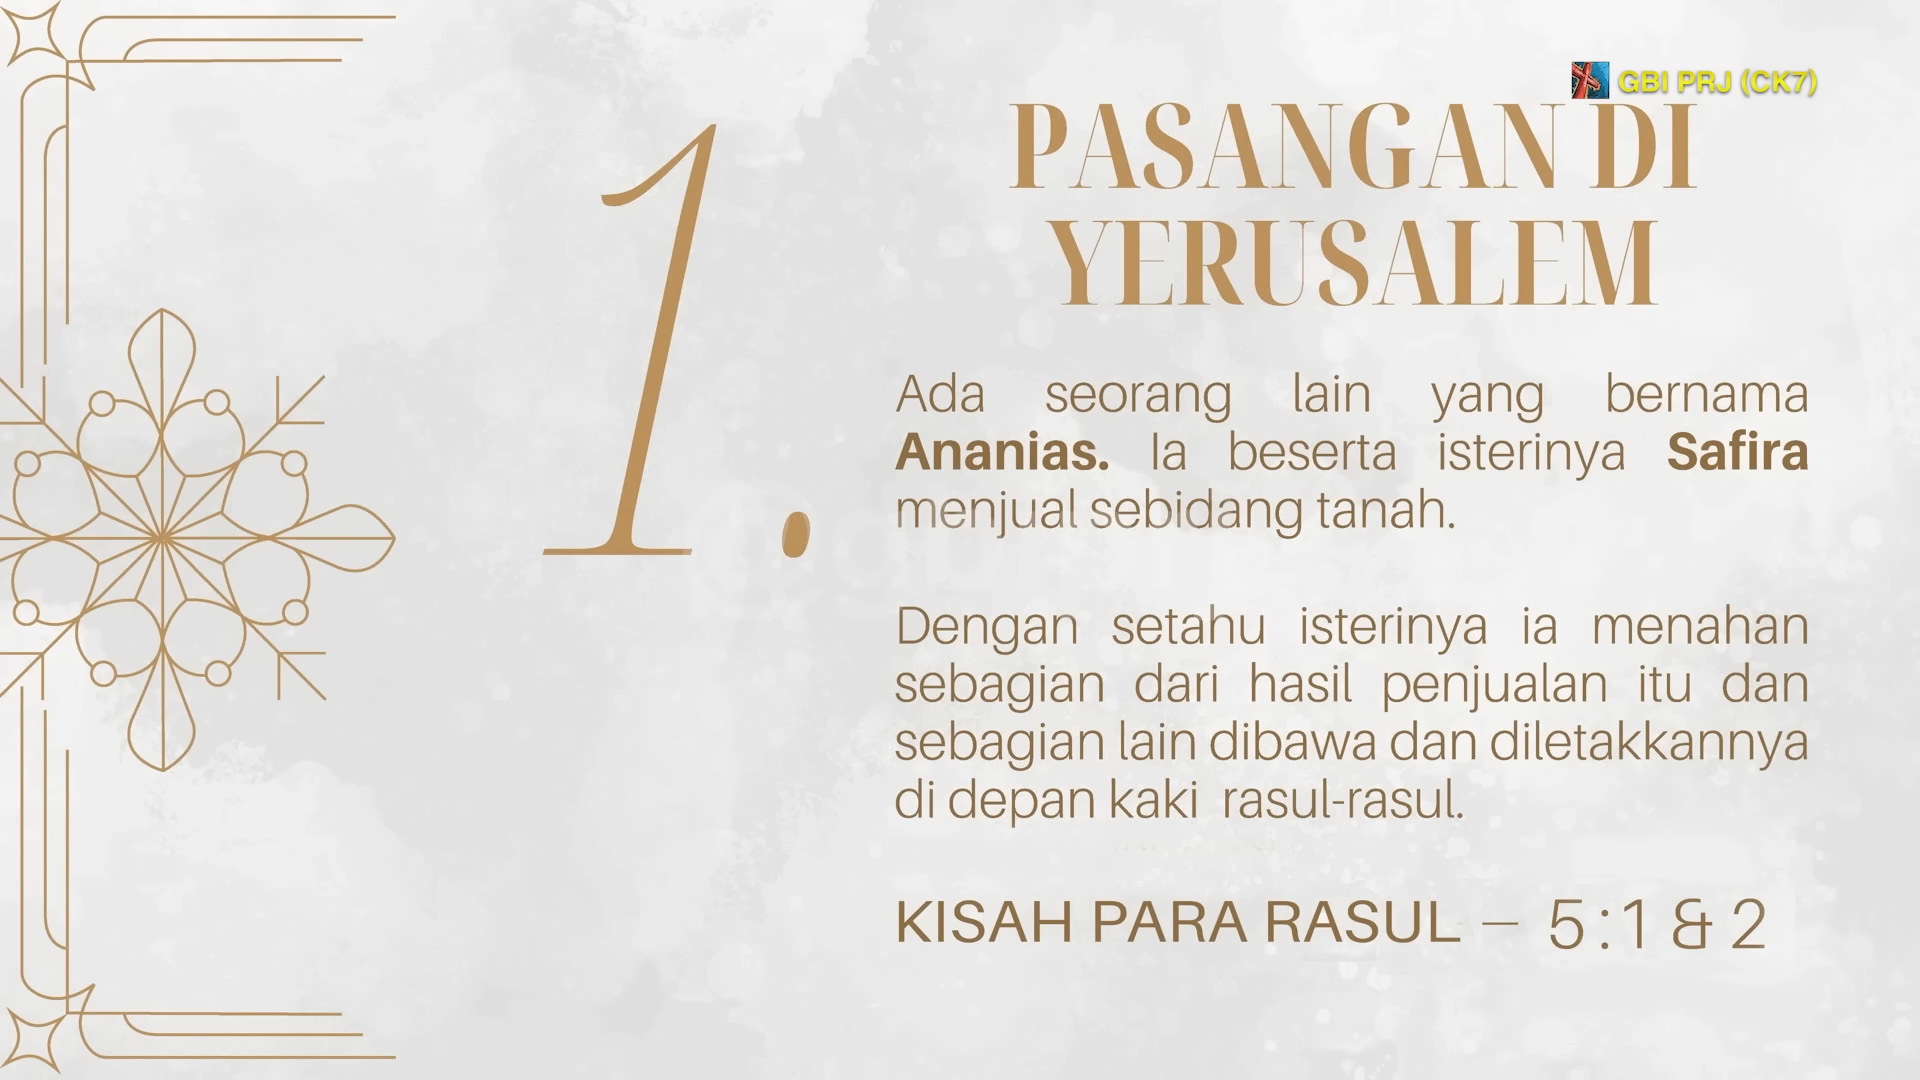 GBI PRJ (CK7)
1.
PASANGAN DI
YERUSALEM
Ada seorang lain yang bernama
Ananias. Ia beserta isterinya Safira
menjual sebidang tanah.
Dengan setahu isterinya ia menahan
sebagian dari hasil penjualan itu dan
sebagian lain dibawa dan diletakkannya
di depan kaki rasul-rasul.
KISAH PARA RASUL – 5:1 & 2